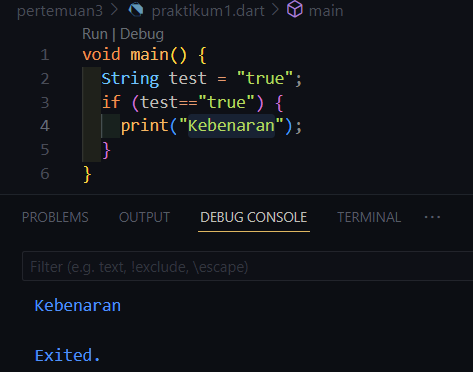 pertemuan3 > praktikum1.dart > main
Run | Debug
1 void main() {
2 String test = "true";
3 if (test=="true") {
4 print("Kebenaran");
5 }
6 }
PROBLEMS OUTPUT DEBUG CONSOLE TERMINAL ···
Filter (e.g. text, !exclude, \escape)
Kebenaran
Exited.